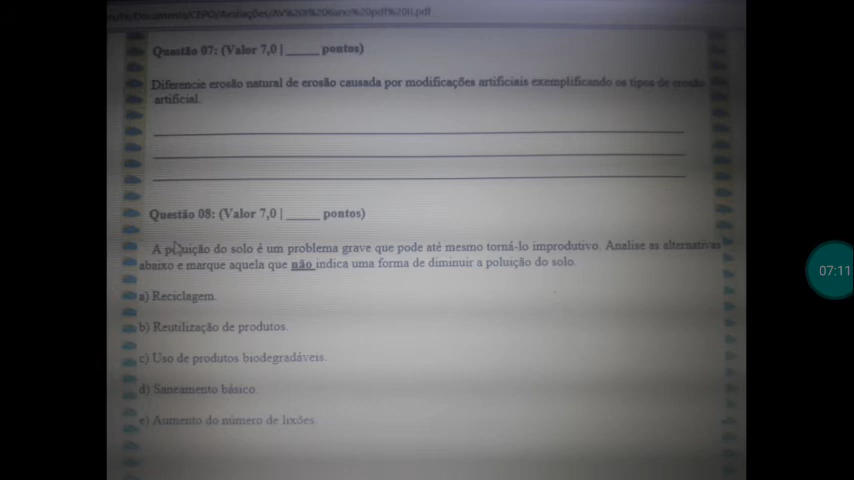 Questão 07: (Valor 7,0 |_____ pontos)
Diferencie erosão natural de erosão causada por modificações artificiais exemplificando os tipos de erosão
artificial.
Questão 08: (Valor 7,0 |_____ pontos)
A poluição do solo é um problema grave que pode até mesmo torná-lo improdutivo. Analise as alternativas
abaixo e marque aquela que não indica uma forma de diminuir a poluição do solo.
a) Reciclagem.
b) Reutilização de produtos.
c) Uso de produtos biodegradáveis.
d) Saneamento básico.
e) Aumento do número de lixões.
07:11